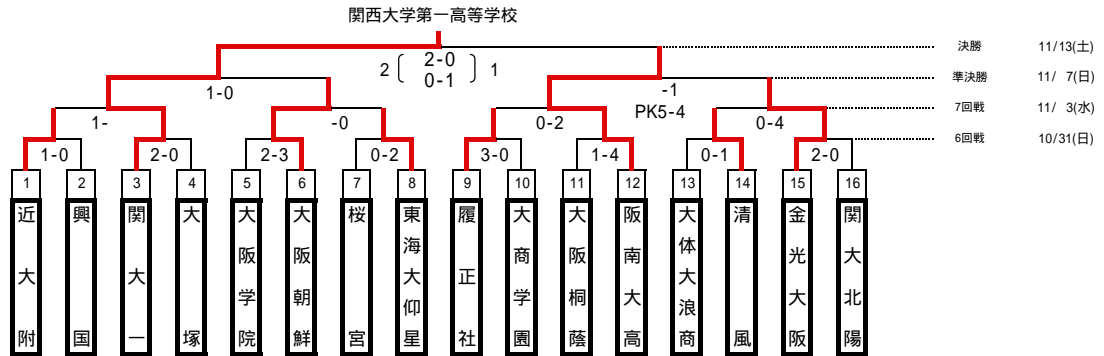 関西大学第一高等学校
決勝 11/13(土)
2 ( 2-0 ) 1
0-1
準決勝 11/ 7(日)
1-0 -1
PK5-4
7回戦 11/ 3(水)
1- -0 0-2 0-4
6回戦 10/31(日)
1-0 2-0 2-3 0-2 3-0 1-4 0-1 2-0
1 2 3 4 5 6 7 8 9 10 11 12 13 14 15 16
近大附
興国
関大一
大塚
大阪学院
大阪朝鮮
桜宮
東海大仰星
履正社
大商学園
大阪桐蔭
阪南大高
大体大浪商
清風
金光大阪
関大北陽